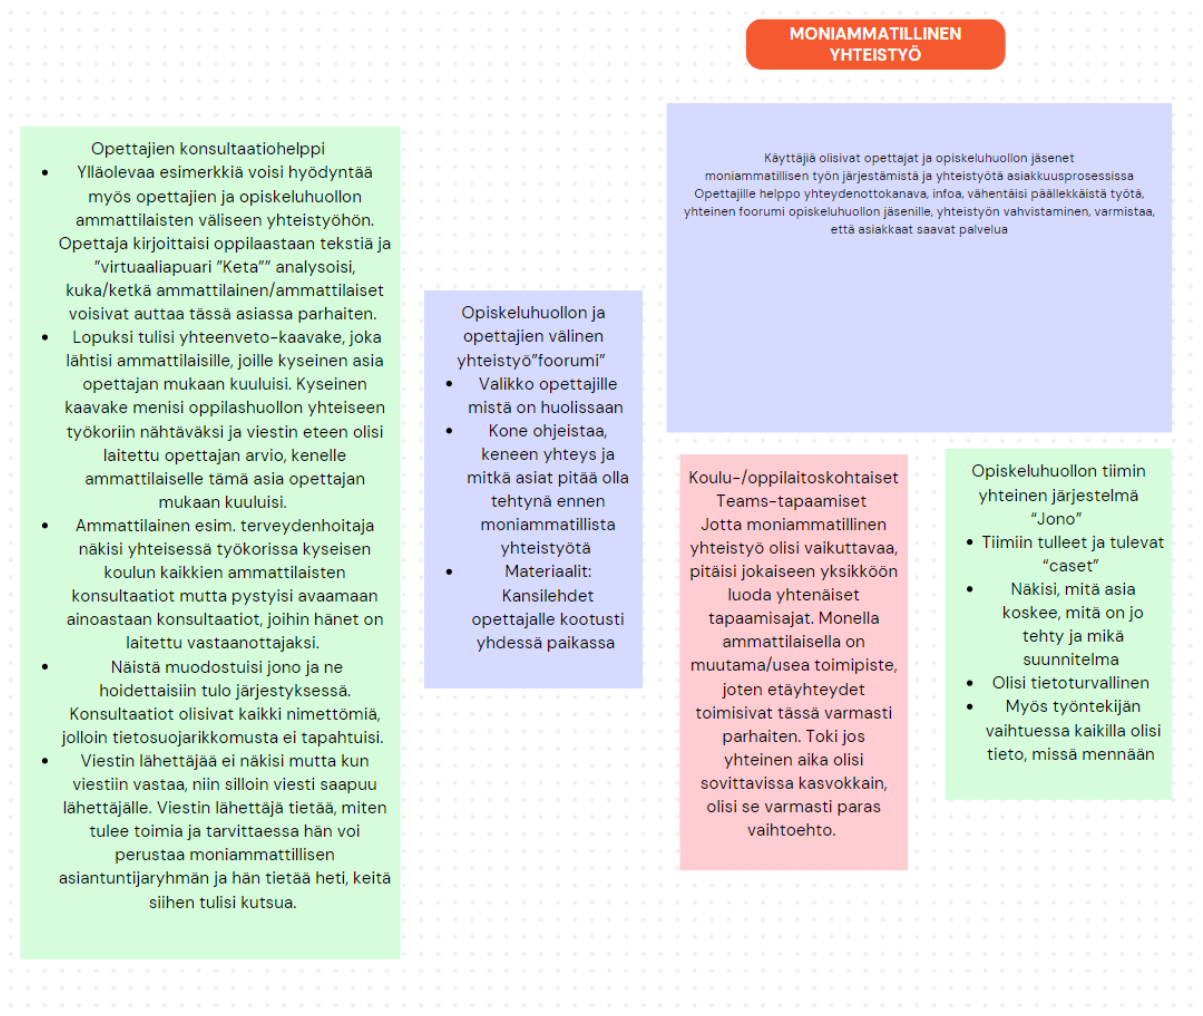 MONIAMMATILLINEN
YHTEISTYÖ
Opettajien konsultaatiohelppi
• Ylläolevaa esimerkkiä voisi hyödyntää
myös opettajien ja opiskeluhuollon
ammattilaisten väliseen yhteistyöhön.
Opettaja kirjoittaisi oppilaastaan tekstiä ja
"virtuaaliapuari "Keta"" analysoisi,
kuka/ketkä ammattilainen/ammattilaiset
voisivat auttaa tässä asiassa parhaiten.
• Lopuksi tulisi yhteenveto-kaavake, joka
lähtisi ammattilaisille, joille kyseinen asia
opettajan mukaan kuuluisi. Kyseinen
kaavake menisi oppilashuollon yhteiseen
työkoriin nähtäväksi ja viestin eteen olisi
laitettu opettajan arvio, kenelle
ammattilaiselle tämä asia opettajan
mukaan kuuluisi.
• Ammattilainen esim. terveydenhoitaja
näkisi yhteisessä työkorissa kyseisen
koulun kaikkien ammattilaisten
konsultaatiot mutta pystyisi avaamaan
ainoastaan konsultaatiot, joihin hänet on
laitettu vastaanottajaksi.
• Näistä muodostuisi jono ja ne
hoidettaisiin tulo järjestyksessä.
Konsultaatiot olisivat kaikki nimettömiä,
jolloin tietosuojarikkomusta ei tapahtuisi.
• Viestin lähettäjää ei näkisi mutta kun
viestiin vastaa, niin silloin viesti saapuu
lähettäjälle. Viestin lähettäjä tietää, miten
tulee toimia ja tarvittaessa hän voi
perustaa moniammattillisen
asiantuntijaryhmän ja hän tietää heti, keitä
siihen tulisi kutsua.
Opiskeluhuollon ja
opettajien välinen
yhteistyö"foorumi"
• Valikko opettajille
mistä on huolissaan
• Kone ohjeistaa,
keneen yhteys ja
mitkä asiat pitää olla
tehtynä ennen
moniammatillista
yhteistyötä
• Materiaalit:
Kansilehdet
opettajalle kootusti
yhdessä paikassa
Käyttäjiä olisivat opettajat ja opiskeluhuollon jäsenet
moniammatillisen työn järjestämistä ja yhteistyötä asiakkuusprosessissa
Opettajille helppo yhteydenottokanava, infoa, vähentäisi päällekkäistä työtä,
yhteinen foorumi opiskeluhuollon jäsenille, yhteistyön vahvistaminen, varmistaa,
että asiakkaat saavat palvelua
Koulu-/oppilaitoskohtaiset
Teams-tapaamiset
Jotta moniammatillinen
yhteistyö olisi vaikuttavaa,
pitäisi jokaiseen yksikköön
luoda yhtenäiset
tapaamisajat. Monella
ammattilaisella on
muutama/usea toimipiste,
joten etäyhteydet
toimisivat tässä varmasti
parhaiten. Toki jos
yhteinen aika olisi
sovittavissa kasvokkain,
olisi se varmasti paras
vaihtoehto.
Opiskeluhuollon tiimin
yhteinen järjestelmä
"Jono"
• Tiimiin tulleet ja tulevat
"caset"
• Näkisi, mitä asia
koskee, mitä on jo
tehty ja mikä
suunnitelma
• Olisi tietoturvallinen
• Myös työntekijän
vaihtuessa kaikilla olisi
tieto, missä mennään